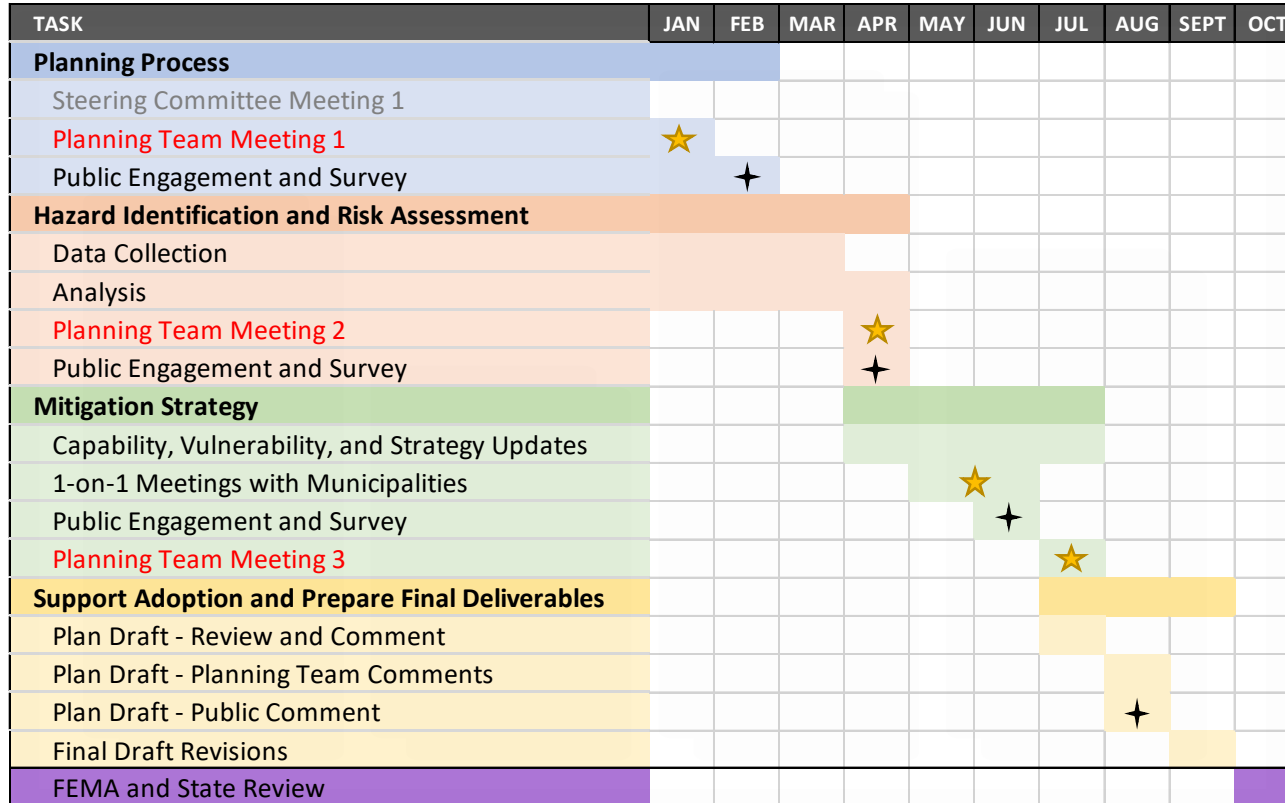 TASK JAN FEB MAR APR MAY JUN JUL AUG SEPT OCT
Planning Process
Steering Committee Meeting 1
Planning Team Meeting 1
Public Engagement and Survey
Hazard Identification and Risk Assessment
Data Collection
Analysis
Planning Team Meeting 2
Public Engagement and Survey
Mitigation Strategy
Capability, Vulnerability, and Strategy Updates
1-on-1 Meetings with Municipalities
Public Engagement and Survey
Planning Team Meeting 3
Support Adoption and Prepare Final Deliverables
Plan Draft - Review and Comment
Plan Draft - Planning Team Comments
Plan Draft - Public Comment
Final Draft Revisions
FEMA and State Review